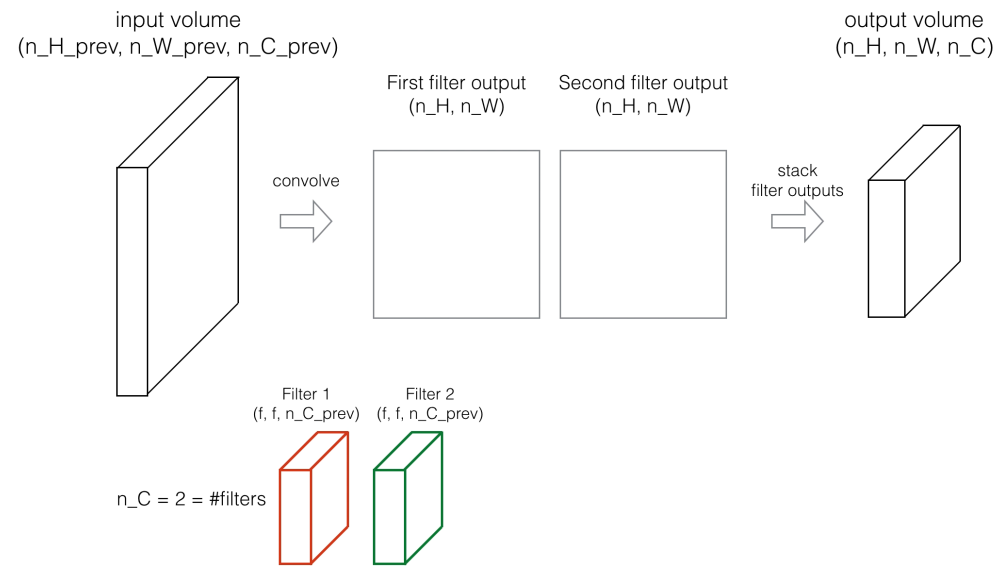 input volume
(n_H_prev, n_W_prev, n_C_prev)
output volume
(n_H, n_W, n_C)
First filter output
(n_H, n_W)
Second filter output
(n_H, n_W)
convolve
stack
filter outputs
Filter 1
(f, f, n_C_prev)
Filter 2
(f, f, n_C_prev)
n_C = 2 = #filters